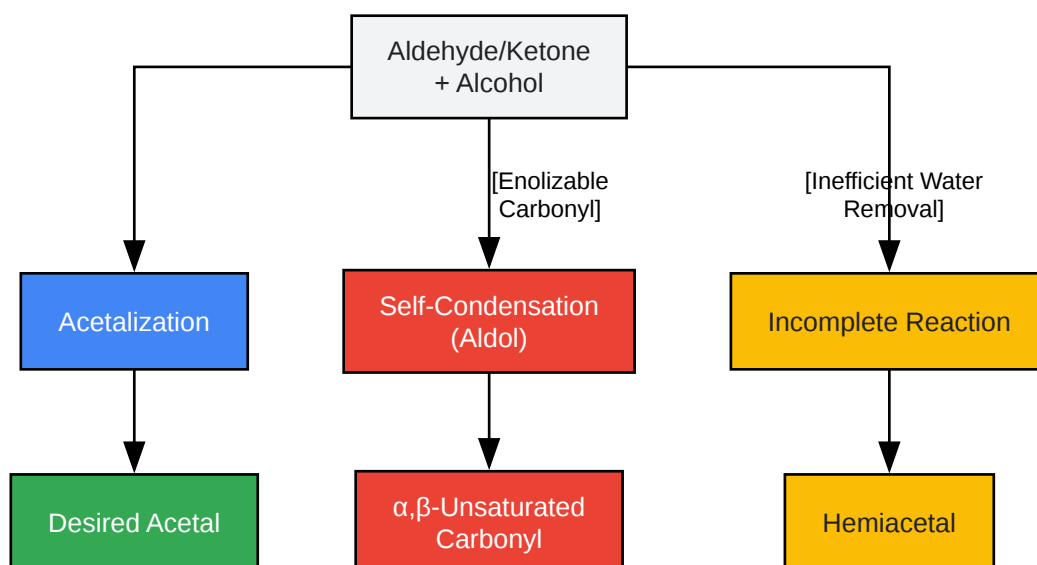 Aldehyde/Ketone
+ Alcohol
[Enolizable
Carbonyl]
[Inefficient Water
Removal]
Acetalization
Self-Condensation
(Aldol)
Incomplete Reaction
Desired Acetal
α,β-Unsaturated
Carbonyl
Hemiacetal